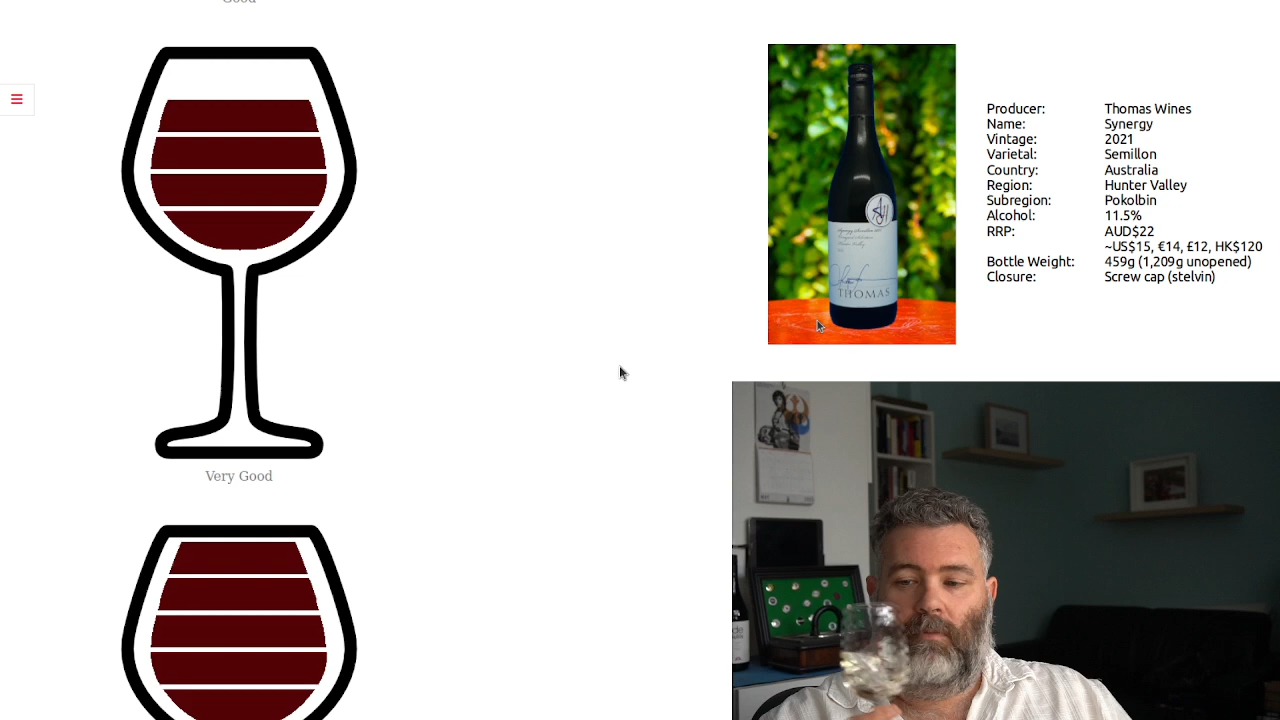 Good
Very Good
Producer: Thomas Wines
Name: Synergy
Vintage: 2021
Varietal: Semillon
Country: Australia
Region: Hunter Valley
Subregion: Pokolbin
Alcohol: 11.5%
RRP: AUD$22
~US$15, €14, £12, HK$120
Bottle Weight: 459g (1,209g unopened)
Closure: Screw cap (stelvin)
THOMAS